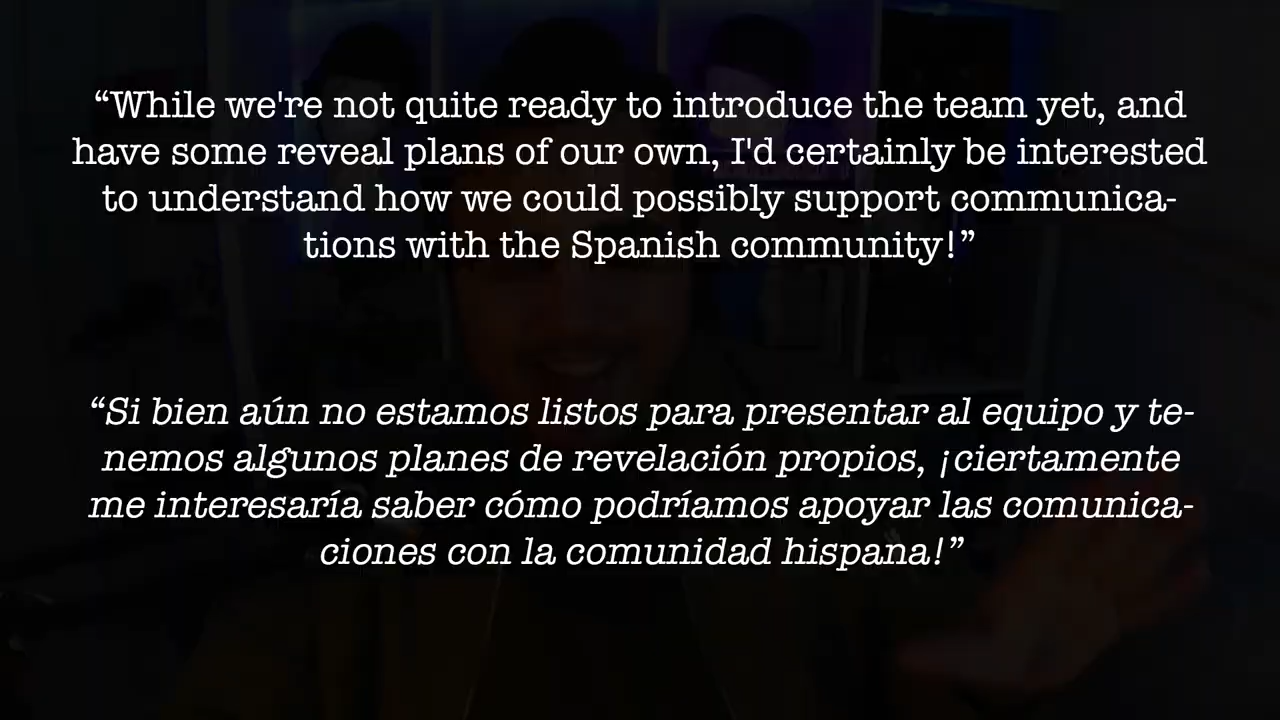 “While we're not quite ready to introduce the team yet, and
have some reveal plans of our own, I'd certainly be interested
to understand how we could possibly support communica-
tions with the Spanish community!”
“Si bien aún no estamos listos para presentar al equipo y te-
nemos algunos planes de revelación propios, ¡ciertamente
me interesaría saber cómo podríamos apoyar las comunica-
ciones con la comunidad hispana!”